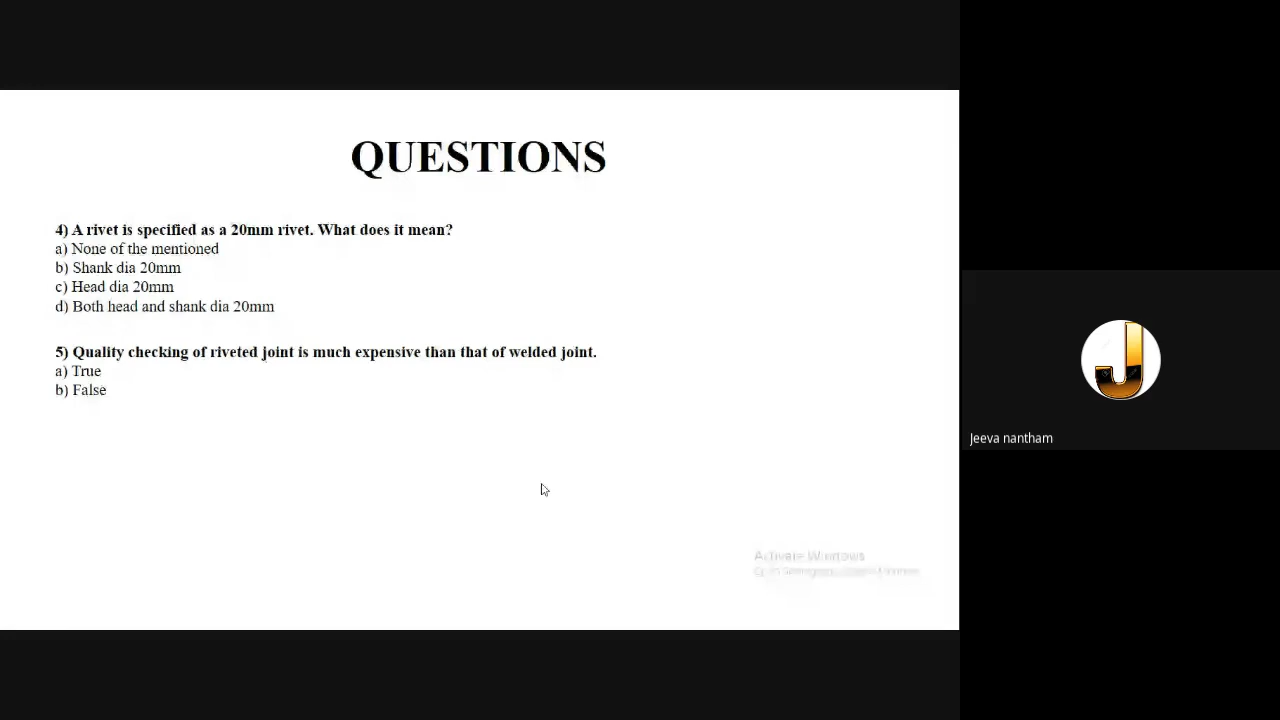 QUESTIONS
4) A rivet is specified as a 20mm rivet. What does it mean?
a) None of the mentioned
b) Shank dia 20mm
c) Head dia 20mm
d) Both head and shank dia 20mm
5) Quality checking of riveted joint is much expensive than that of welded joint.
a) True
b) False
Jeeva nantham
Activate Windows